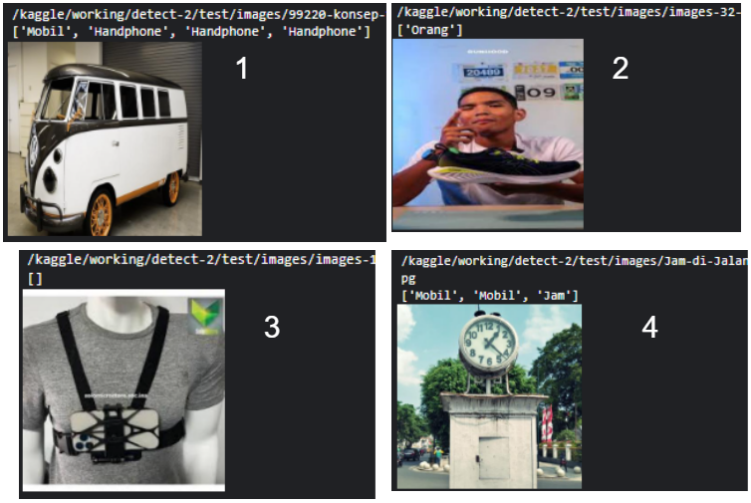 /kaggle/working/detect-2/test/images/99220-konsep-
['Mobil', 'Handphone', 'Handphone', 'Handphone']
1
/kaggle/working/detect-2/test/images/images-32-
['Orang']
2
20489
09
/kaggle/working/detect-2/test/images/images-1
[]
3
/kaggle/working/detect-2/test/images/Jam-di-Jalan
pg
['Mobil', 'Mobil', 'Jam']
4